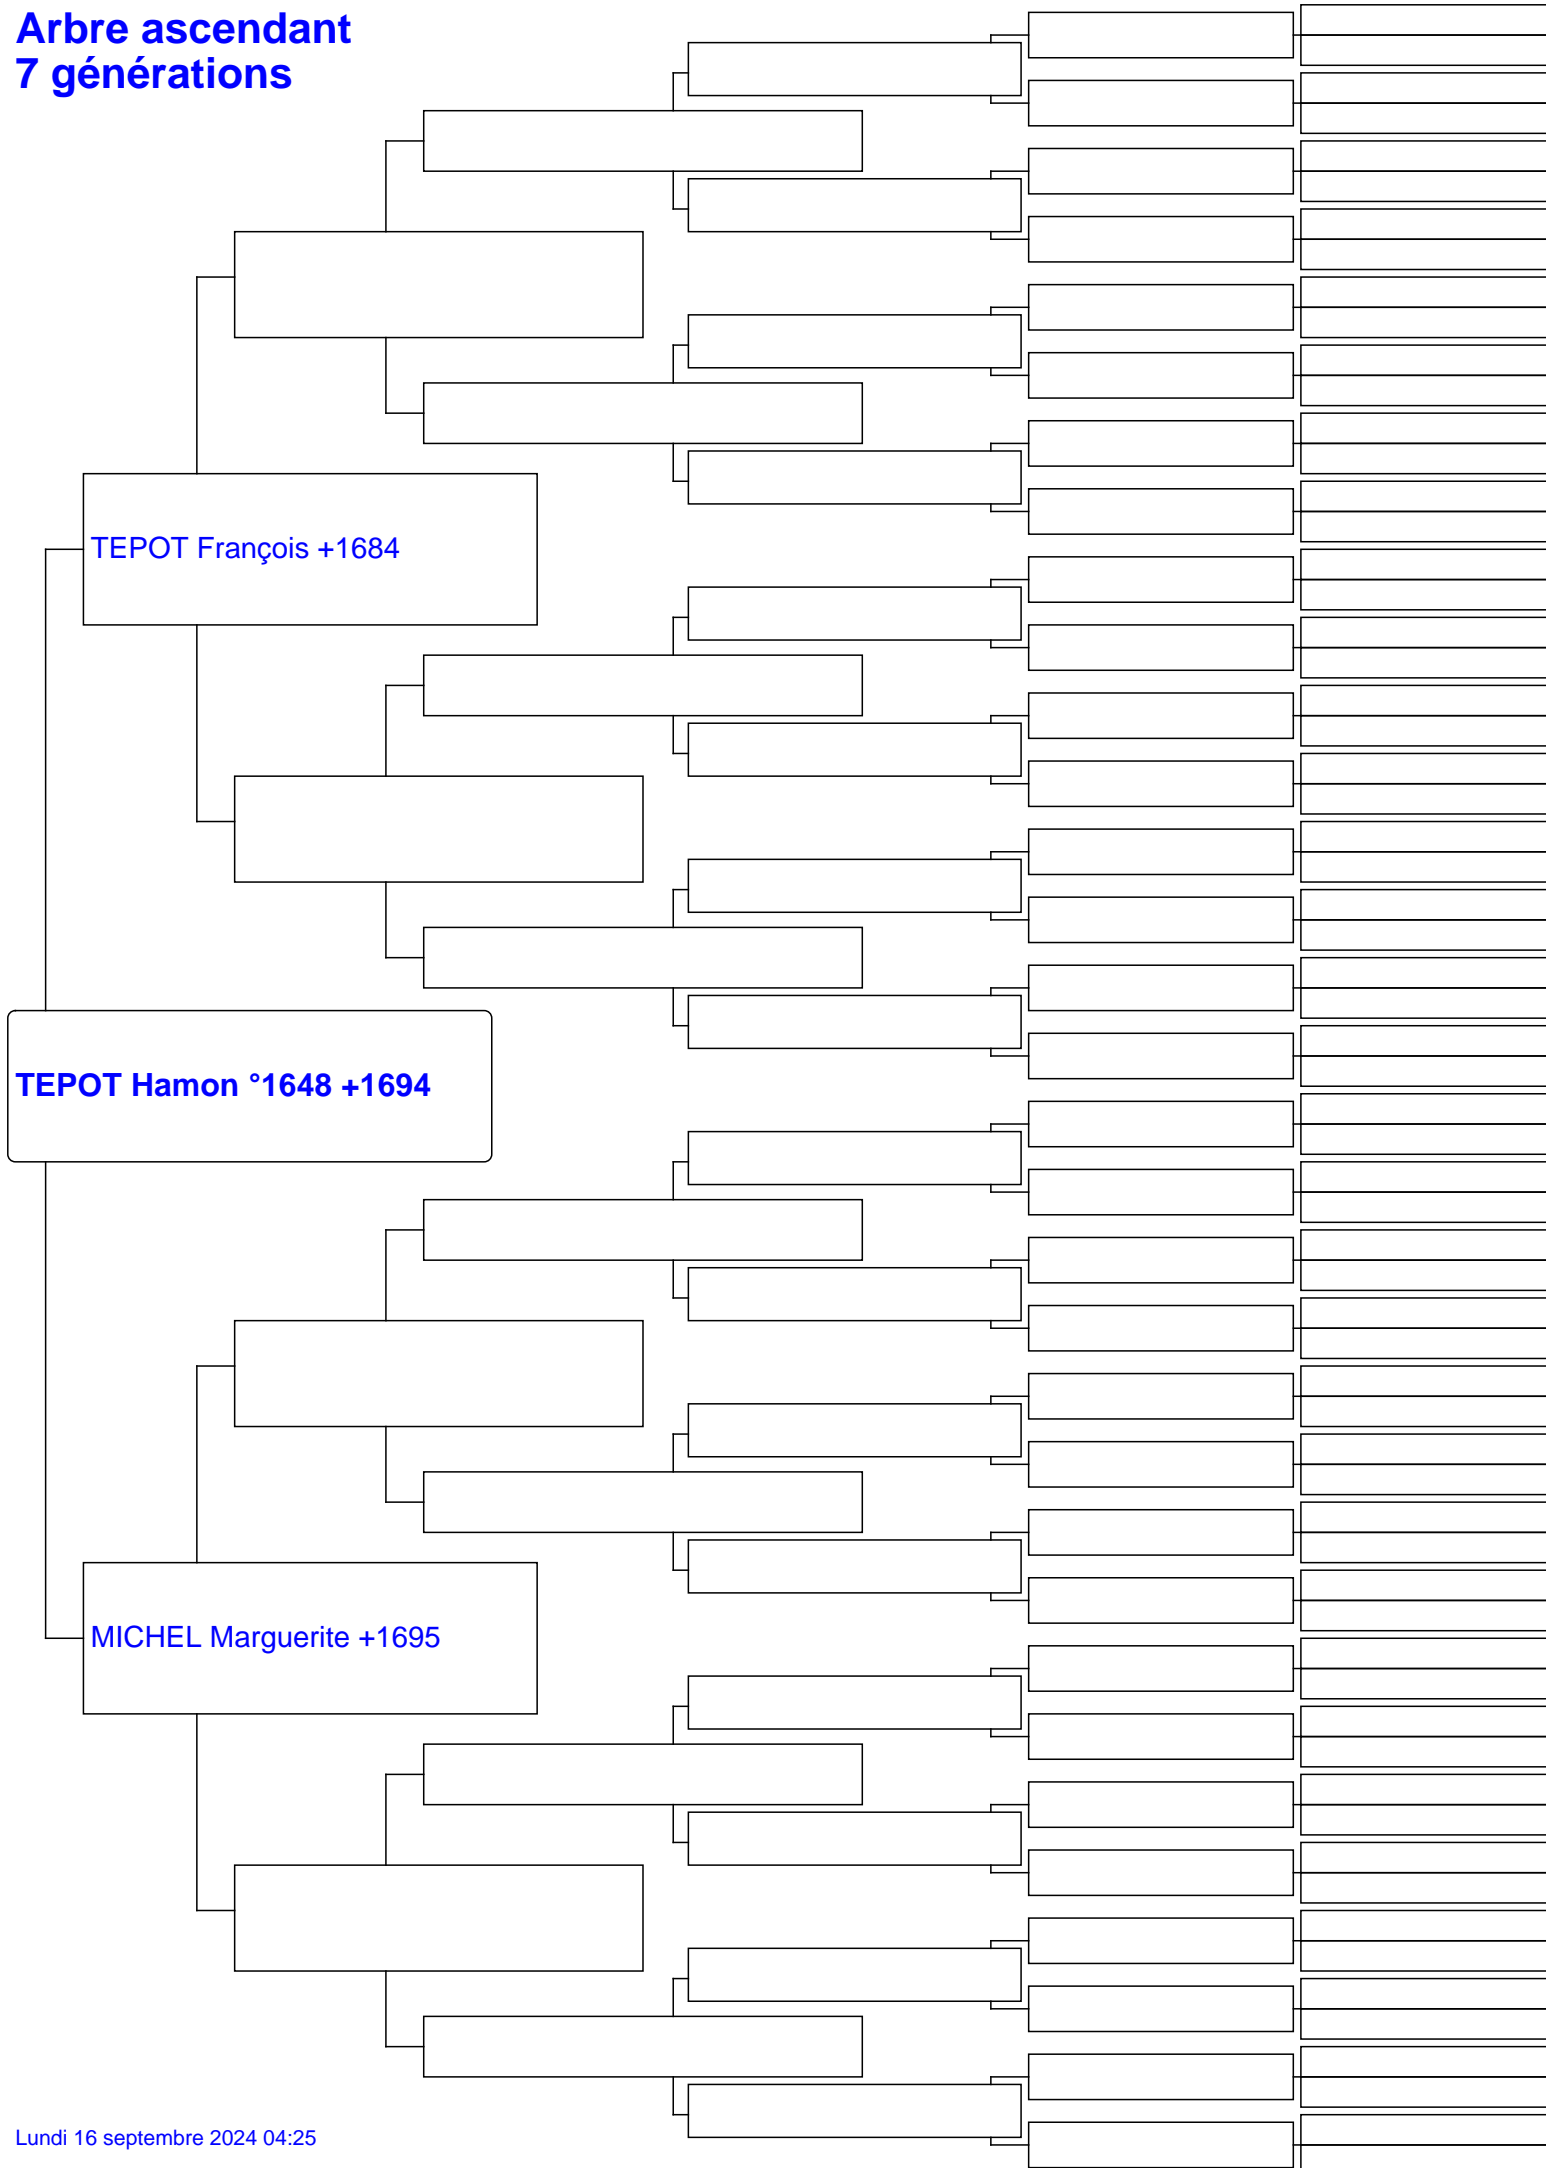 Arbre ascendant
7 générations
TEPOT François +1684
TEPOT Hamon °1648 +1694
MICHEL Marguerite +1695
Lundi 16 septembre 2024 04:25